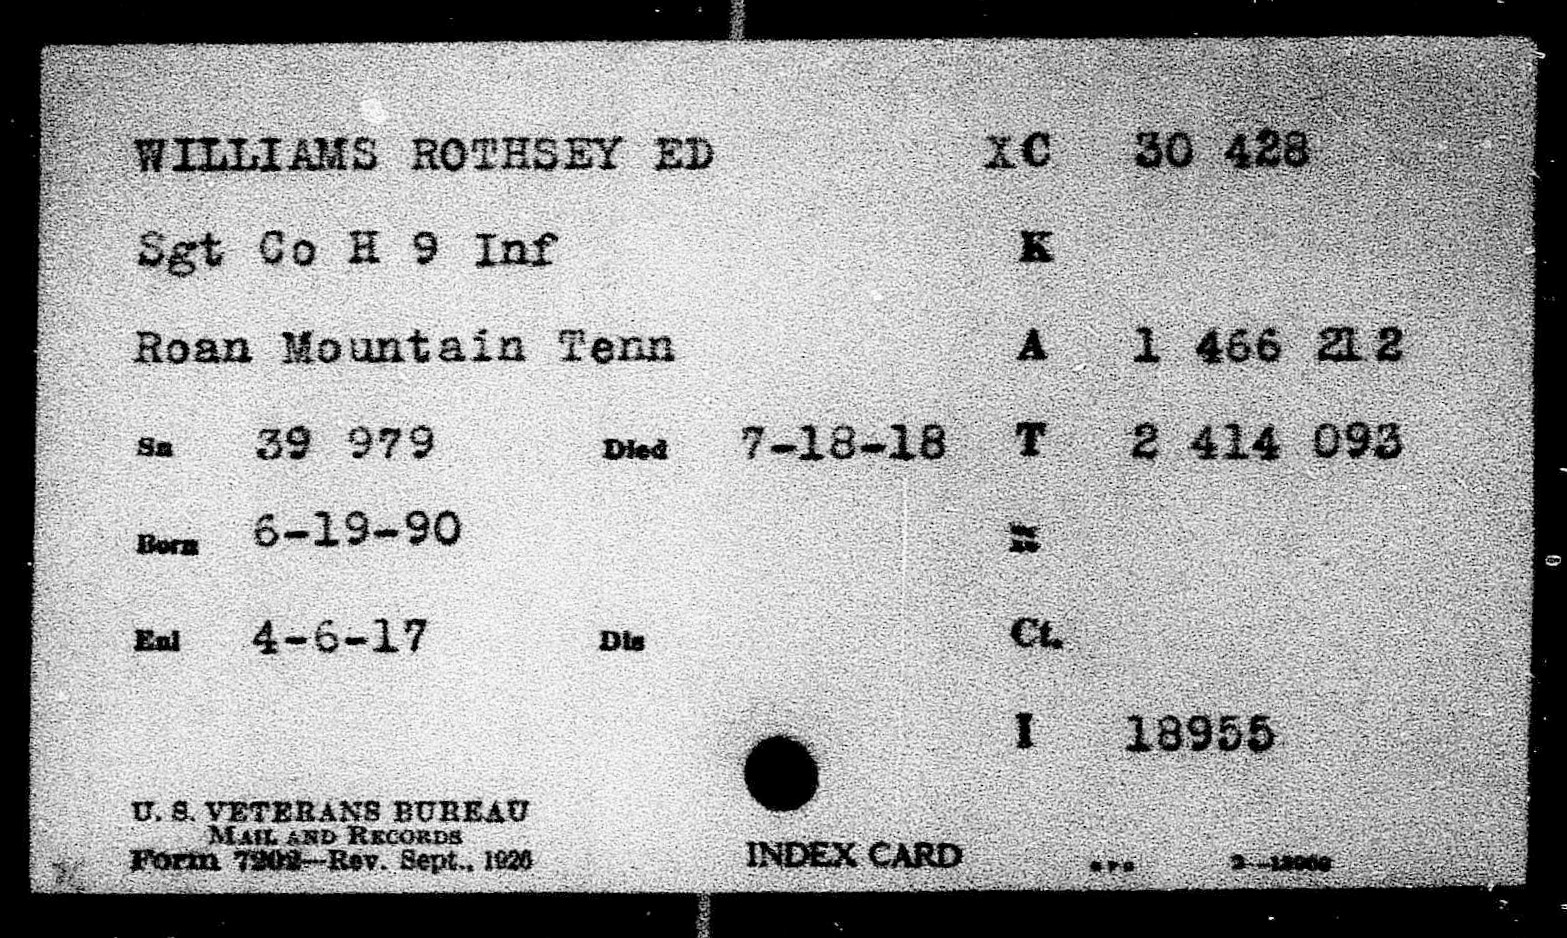 WILLIAMS ROTHSEY ED XC 30 428
Sgt Co H 9 Inf K
Roan Mountain Tenn A 1 466 212
Sn 39 979 Died 7-18-18 T 2 414 093
Born 6-19-90
Enl 4-6-17 Dis Ct.
I 18955
U. S. VETERANS BUREAU
MAIL AND RECORDS
Form 7202—Rev. Sept., 1926
INDEX CARD GPO